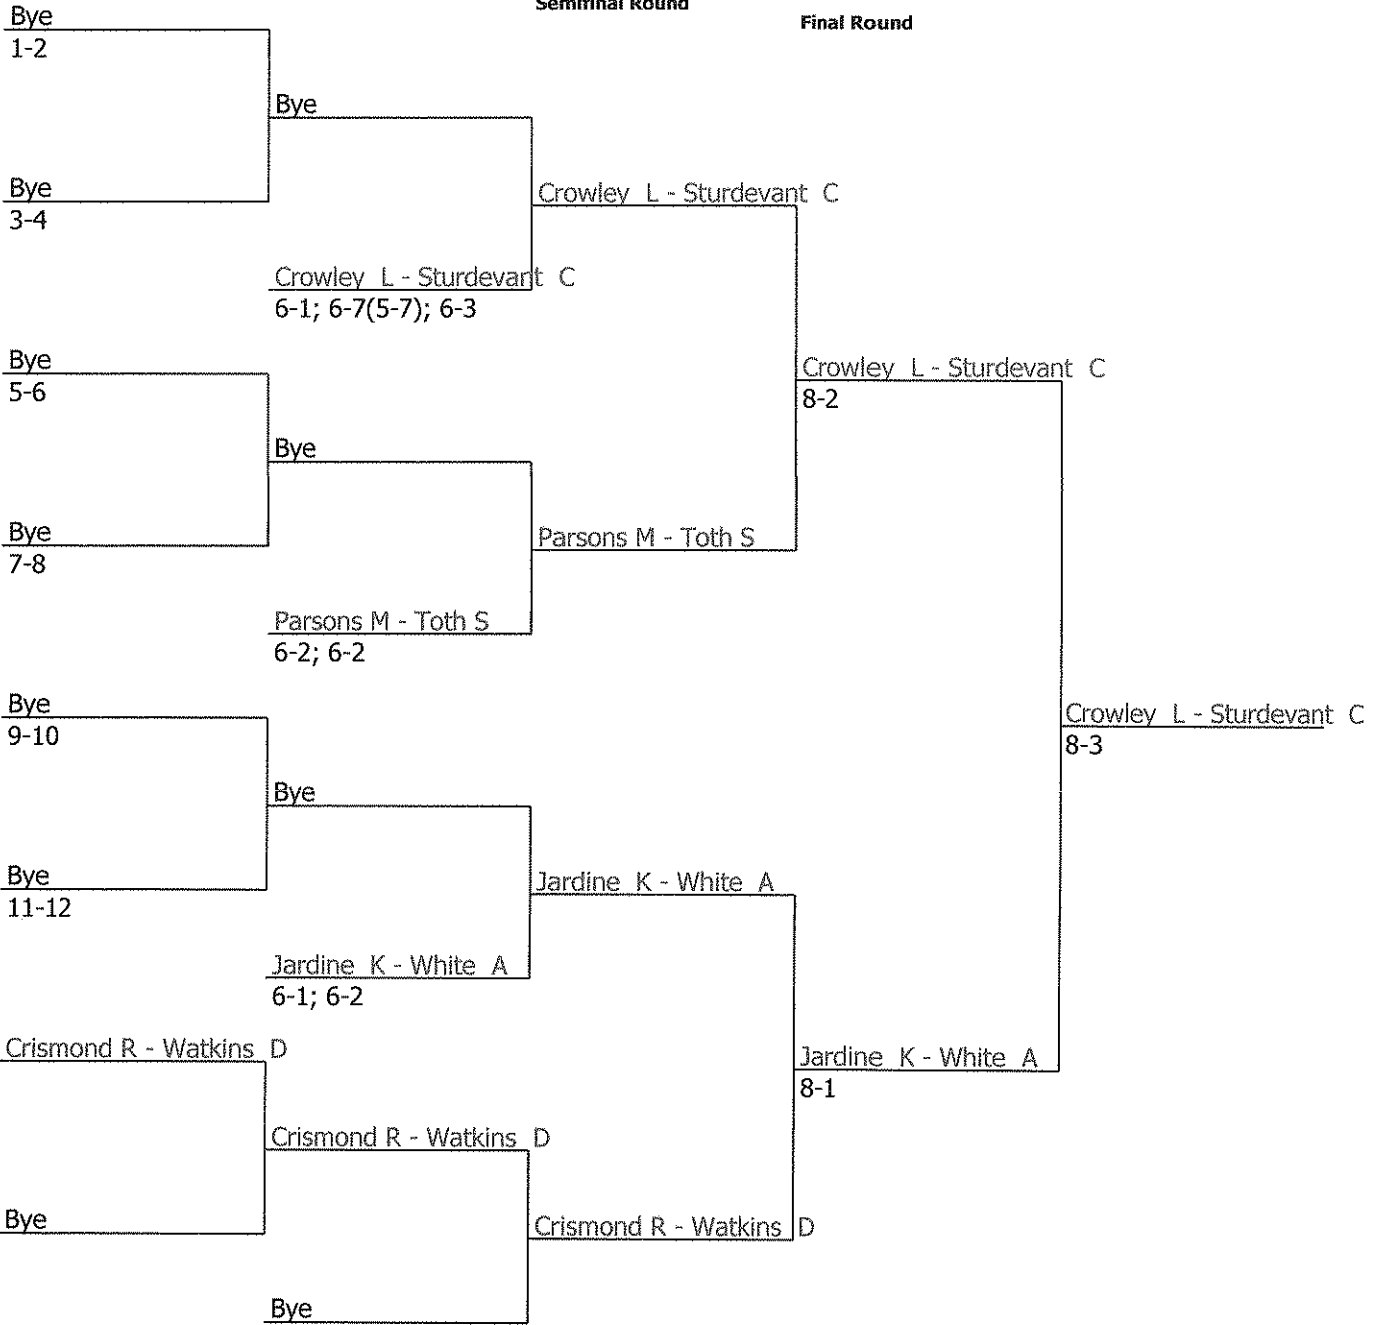 Semifinal Round
Final Round
Bye
1-2
Bye
Bye
3-4
Crowley L - Sturdevant C
Crowley L - Sturdevant C
6-1; 6-7(5-7); 6-3
Bye
5-6
Crowley L - Sturdevant C
8-2
Bye
Bye
7-8
Parsons M - Toth S
Parsons M - Toth S
6-2; 6-2
Bye
9-10
Crowley L - Sturdevant C
8-3
Bye
Bye
11-12
Jardine K - White A
Jardine K - White A
6-1; 6-2
Crismond R - Watkins D
Jardine K - White A
8-1
Crismond R - Watkins D
Bye
Crismond R - Watkins D
Bye